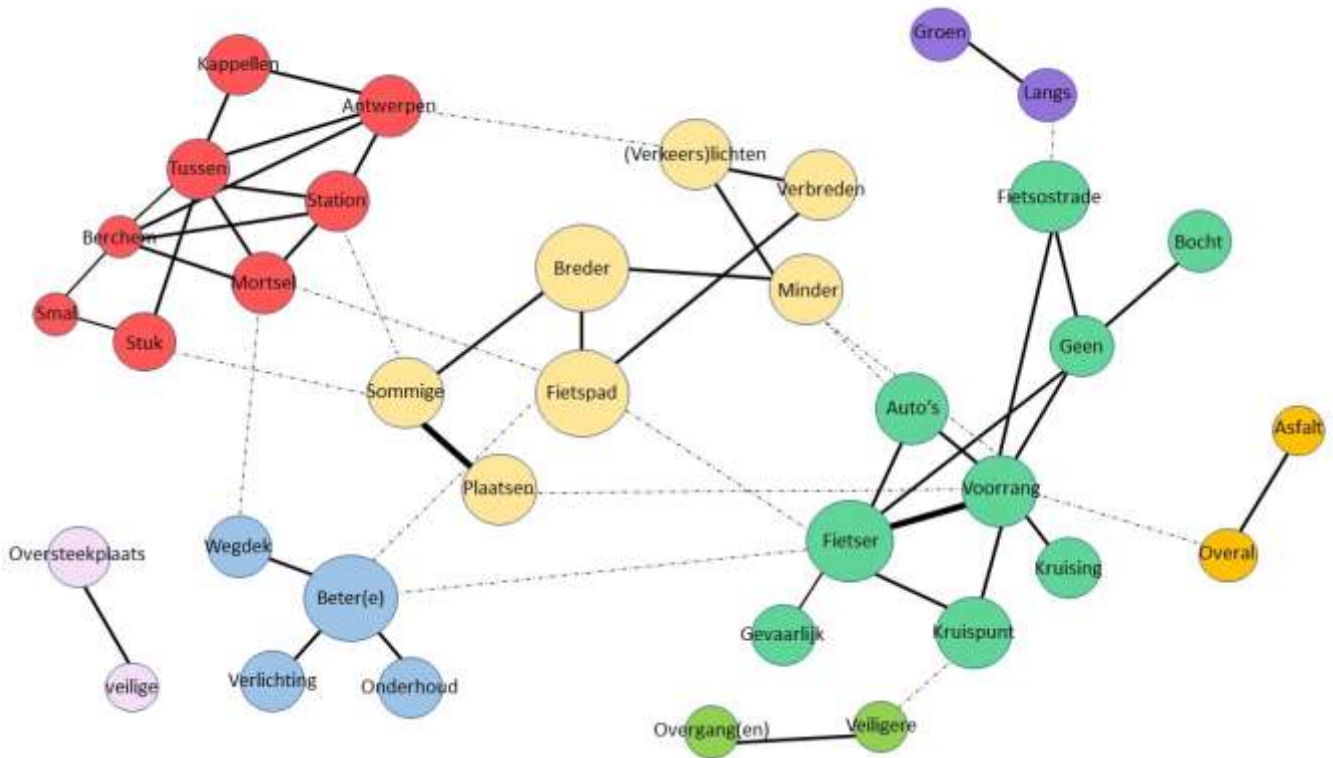 Groen
Kappellen
Langs
Antwerpen
(Verkeers)lichten
Tussen
Verbreden
Station
Fietsostrade
Berchem
Bocht
Breder
Mortsel
Minder
Smal
Stuk
Geen
Sommige
Fietspad
Auto's
Asfalt
Plaatsen
Voorrang
Fietser
Oversteekplaats
Wegdek
Overal
Kruising
Beter(e)
Gevaarlijk
Kruispunt
veilige
Verlichting
Onderhoud
Overgang(en)
Veiligere